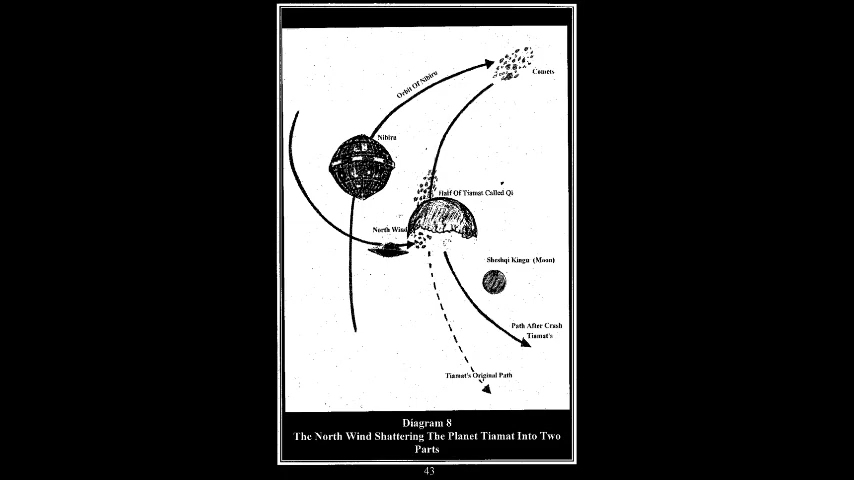 Comets
Orbit Of Nibiru
Nibiru
Half Of Tiamat Called Qi
North Wind
Sheshqi Kingu (Moon)
Path After Crash
Tiamat's
Tiamat's Original Path
Diagram 8
The North Wind Shattering The Planet Tiamat Into Two
Parts
43